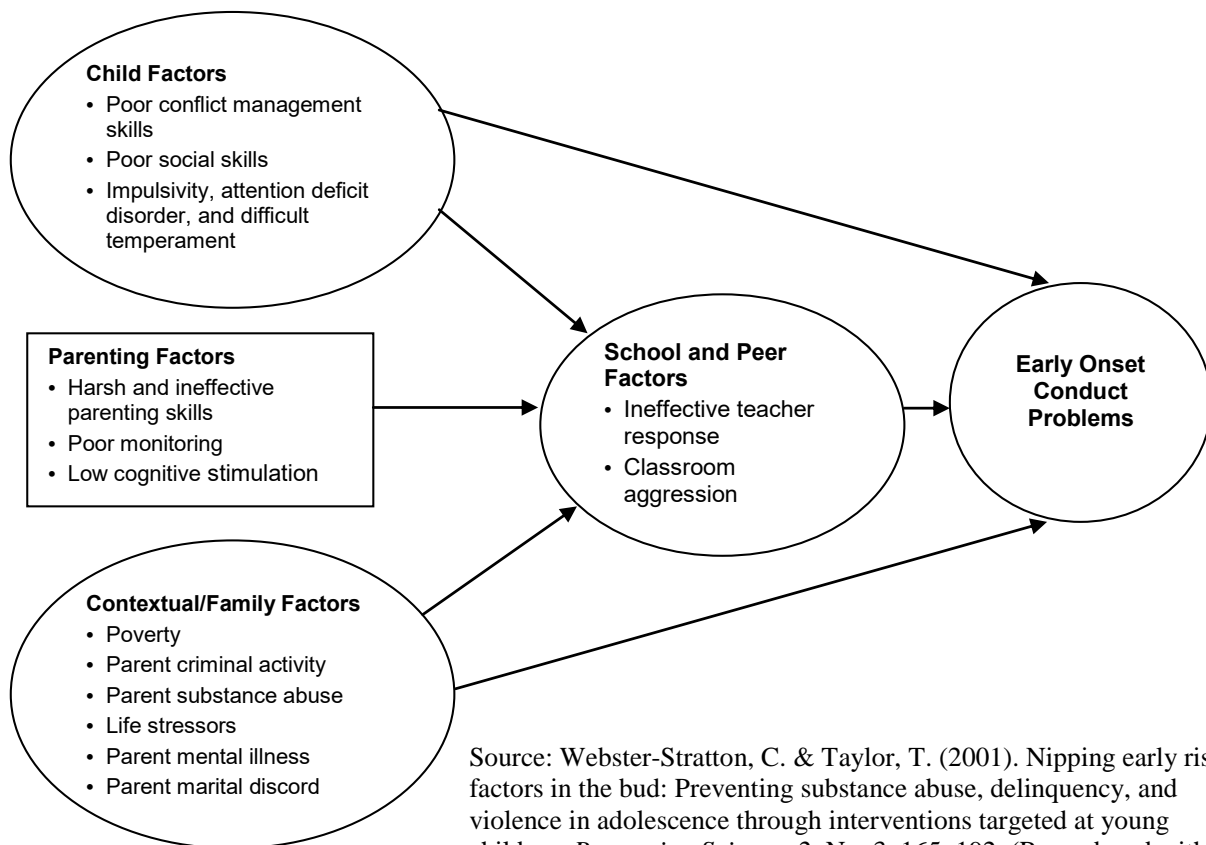 Child Factors
• Poor conflict management
skills
• Poor social skills
• Impulsivity, attention deficit
disorder, and difficult
temperament
Parenting Factors
• Harsh and ineffective
parenting skills
• Poor monitoring
• Low cognitive stimulation
School and Peer
Factors
• Ineffective teacher
response
• Classroom
aggression
Early Onset
Conduct
Problems
Contextual/Family Factors
• Poverty
• Parent criminal activity
• Parent substance abuse
• Life stressors
• Parent mental illness
• Parent marital discord
Source: Webster-Stratton, C. & Taylor, T. (2001). Nipping early ris
factors in the bud: Preventing substance abuse, delinquency, and
violence in adolescence through interventions targeted at young